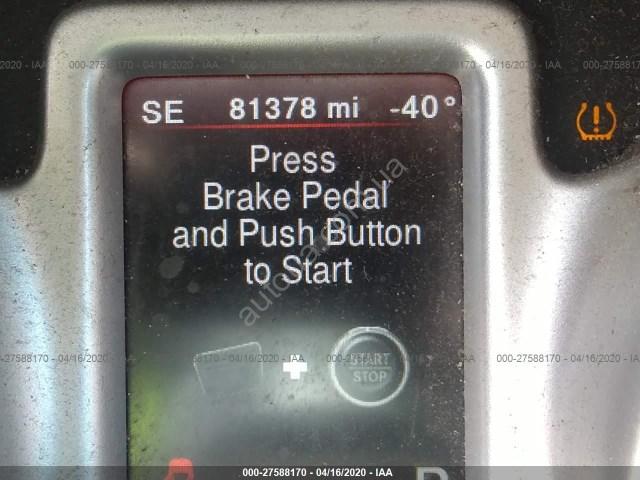 000-27588170 - 04/16/2020 - IAA
SE 81378 mi -40°
Press
Brake Pedal
and Push Button
to Start
START
STOP
000-27588170 - 04/16/2020 - IAA
000-27588170 - 04/16/2020 - IAA